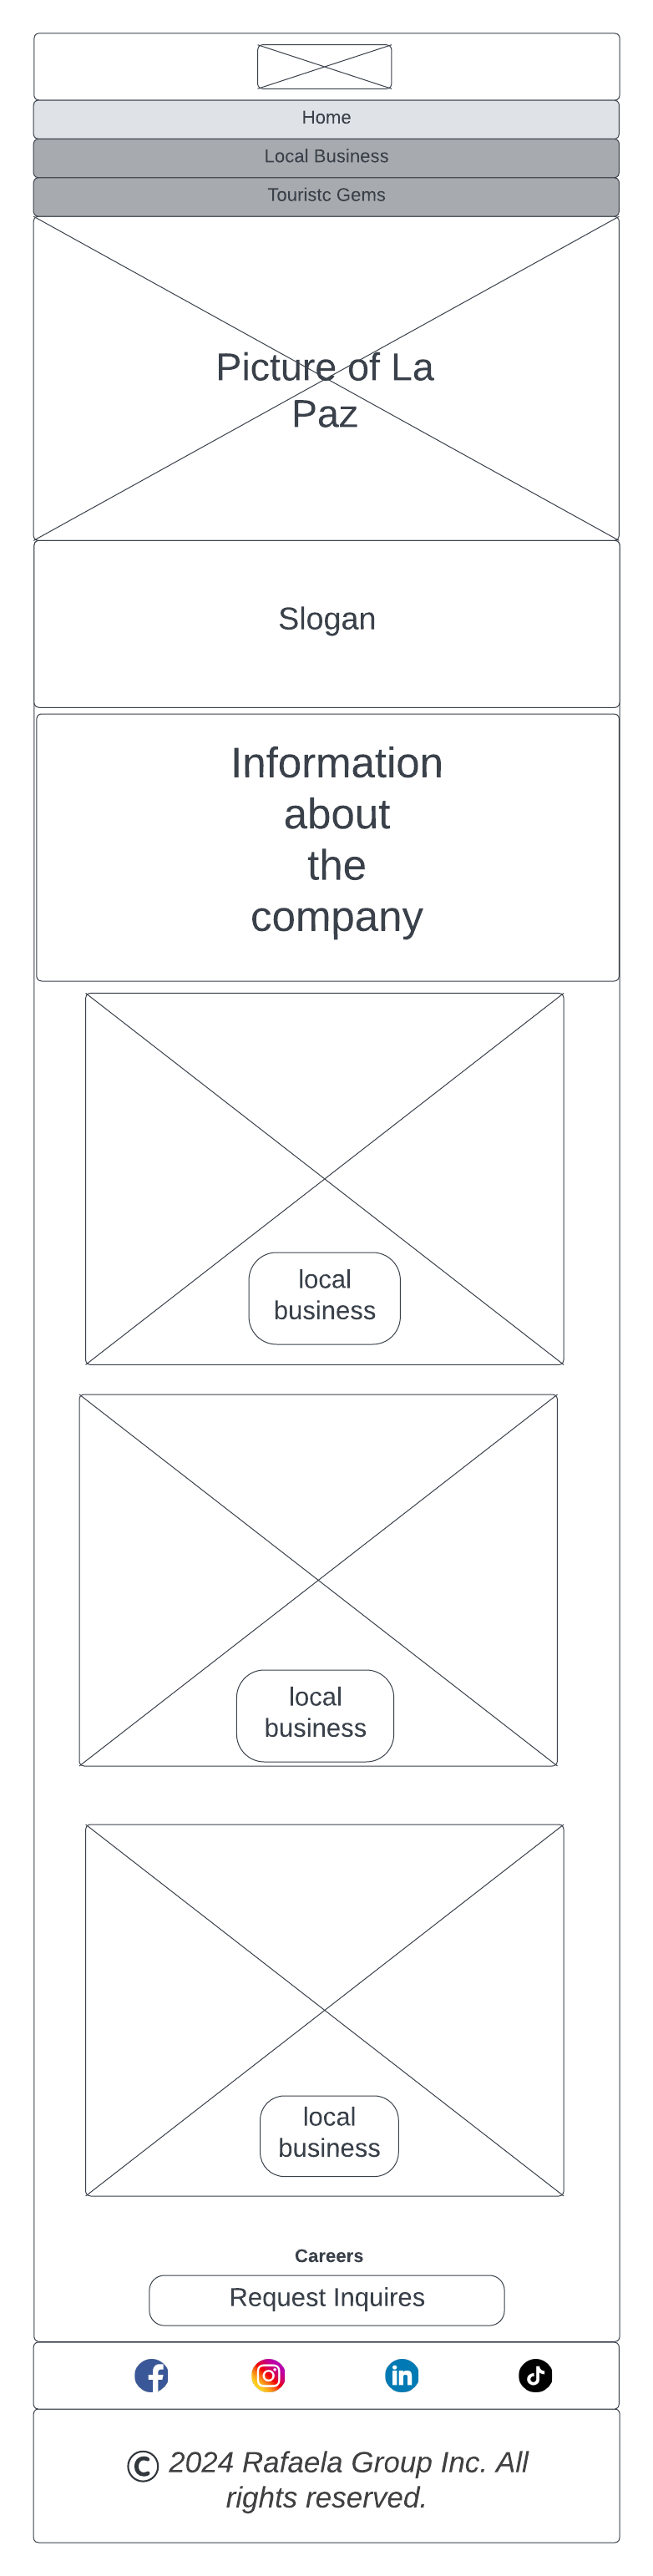 Home
Local Business
Touristc Gems
Picture of La
Paz
Slogan
Information
about
the
company
local
business
local
business
local
business
Careers
Request Inquires
© 2024 Rafaela Group Inc. All
rights reserved.